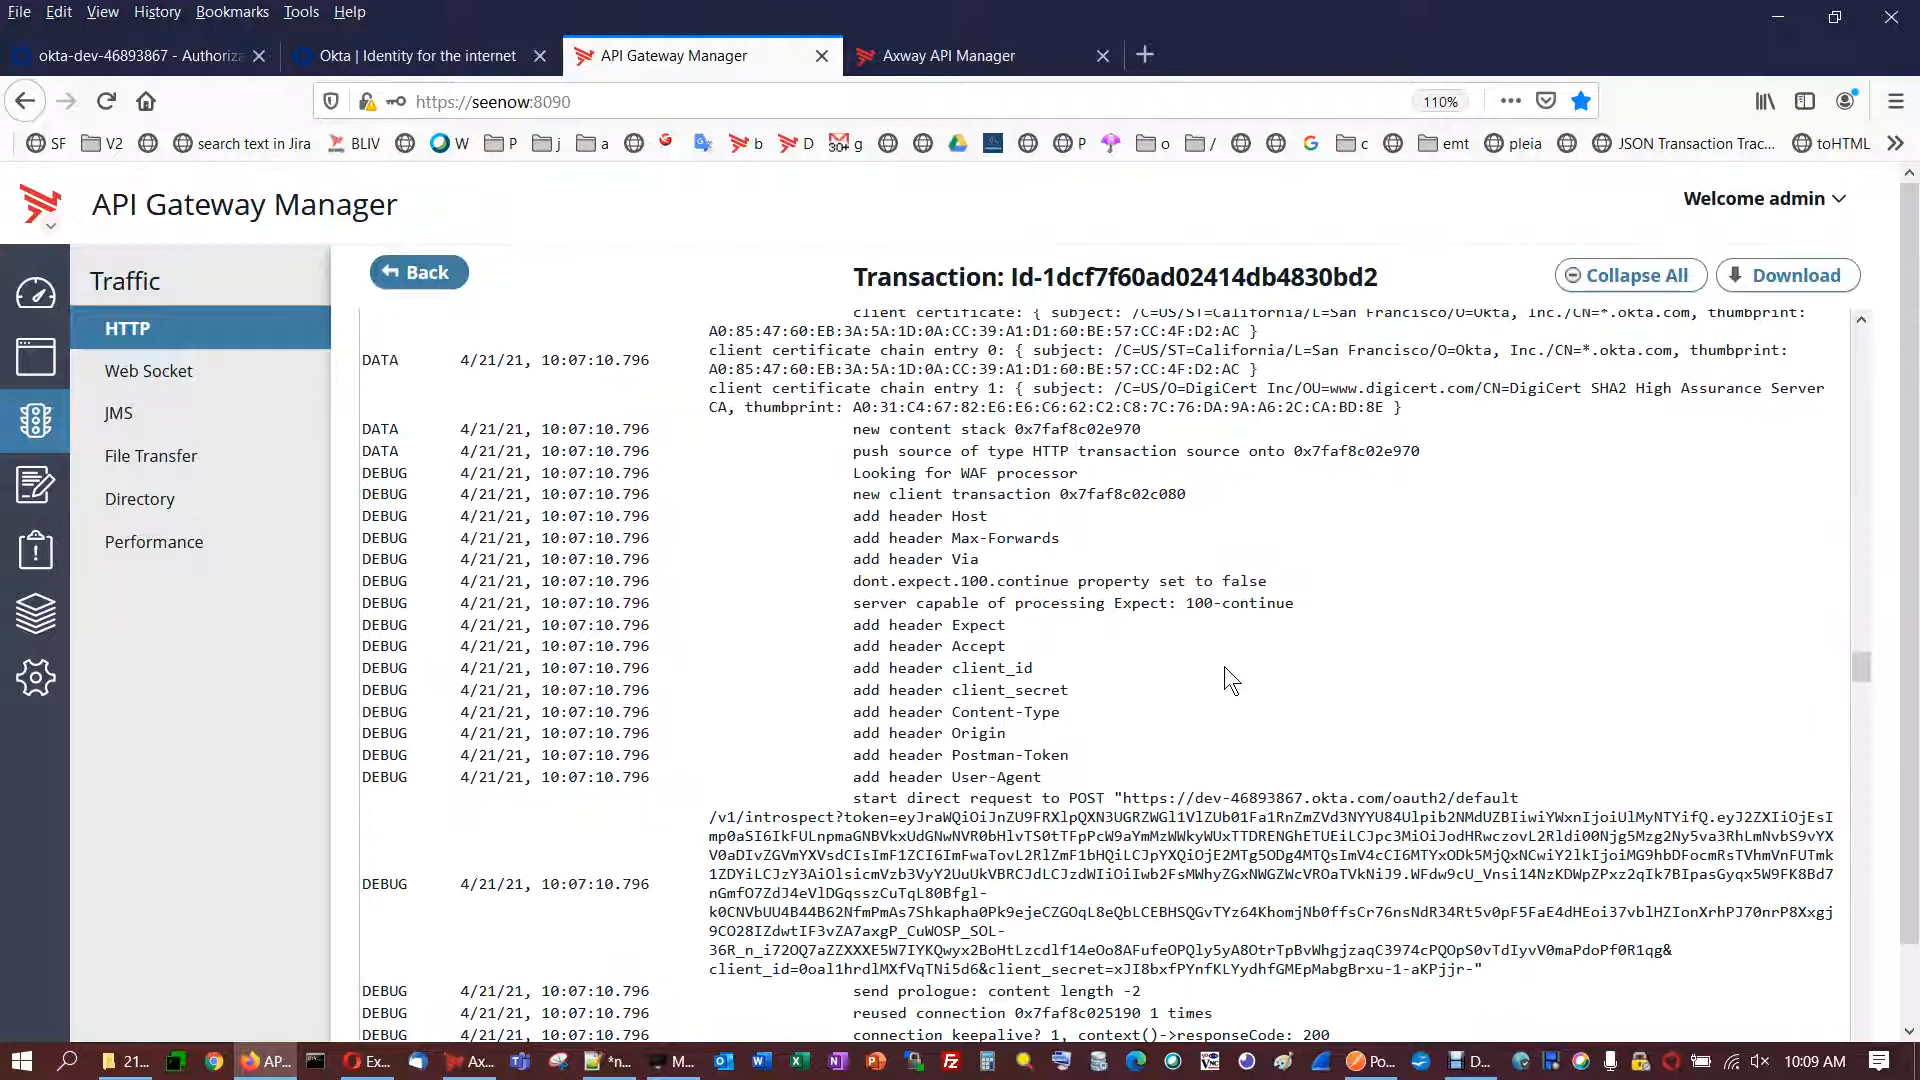 File Edit View History Bookmarks Tools Help
okta-dev-46893867 - Authoriza
Okta | Identity for the internet
API Gateway Manager
Axway API Manager
https://seenow:8090
110%
SF V2 search text in Jira BLIV W P j a b D 30+ g P o / c emt pleia JSON Transaction Trac... toHTML
API Gateway Manager
Welcome admin
Traffic
HTTP
Web Socket
JMS
File Transfer
Directory
Performance
Back
Transaction: Id-1dcf7f60ad02414db4830bd2
Collapse All
Download
client certificate: { subject: /C=US/ST=California/L=San Francisco/O=Okta, Inc./CN=*.okta.com, thumbprint:
A0:85:47:60:EB:3A:5A:1D:0A:CC:39:A1:D1:60:BE:57:CC:4F:D2:AC }
DATA 4/21/21, 10:07:10.796 client certificate chain entry 0: { subject: /C=US/ST=California/L=San Francisco/O=Okta, Inc./CN=*.okta.com, thumbprint:
A0:85:47:60:EB:3A:5A:1D:0A:CC:39:A1:D1:60:BE:57:CC:4F:D2:AC }
client certificate chain entry 1: { subject: /C=US/O=DigiCert Inc/OU=www.digicert.com/CN=DigiCert SHA2 High Assurance Server
CA, thumbprint: A0:31:C4:67:82:E6:E6:C6:62:C2:C8:7C:76:DA:9A:A6:2C:CA:BD:8E }
DATA 4/21/21, 10:07:10.796 new content stack 0x7faf8c02e970
DATA 4/21/21, 10:07:10.796 push source of type HTTP transaction source onto 0x7faf8c02e970
DEBUG 4/21/21, 10:07:10.796 Looking for WAF processor
DEBUG 4/21/21, 10:07:10.796 new client transaction 0x7faf8c02c080
DEBUG 4/21/21, 10:07:10.796 add header Host
DEBUG 4/21/21, 10:07:10.796 add header Max-Forwards
DEBUG 4/21/21, 10:07:10.796 add header Via
DEBUG 4/21/21, 10:07:10.796 dont.expect.100.continue property set to false
DEBUG 4/21/21, 10:07:10.796 server capable of processing Expect: 100-continue
DEBUG 4/21/21, 10:07:10.796 add header Expect
DEBUG 4/21/21, 10:07:10.796 add header Accept
DEBUG 4/21/21, 10:07:10.796 add header client_id
DEBUG 4/21/21, 10:07:10.796 add header client_secret
DEBUG 4/21/21, 10:07:10.796 add header Content-Type
DEBUG 4/21/21, 10:07:10.796 add header Origin
DEBUG 4/21/21, 10:07:10.796 add header Postman-Token
DEBUG 4/21/21, 10:07:10.796 add header User-Agent
start direct request to POST "https://dev-46893867.okta.com/oauth2/default
DEBUG 4/21/21, 10:07:10.796
DEBUG 4/21/21, 10:07:10.796 send prologue: content length -2
DEBUG 4/21/21, 10:07:10.796 reused connection 0x7faf8c025190 1 times
DEBUG 4/21/21, 10:07:10.796 connection keepalive? 1, context()->responseCode: 200
21... AP... Ex... Ax... *n... M... Po... D... 10:09 AM